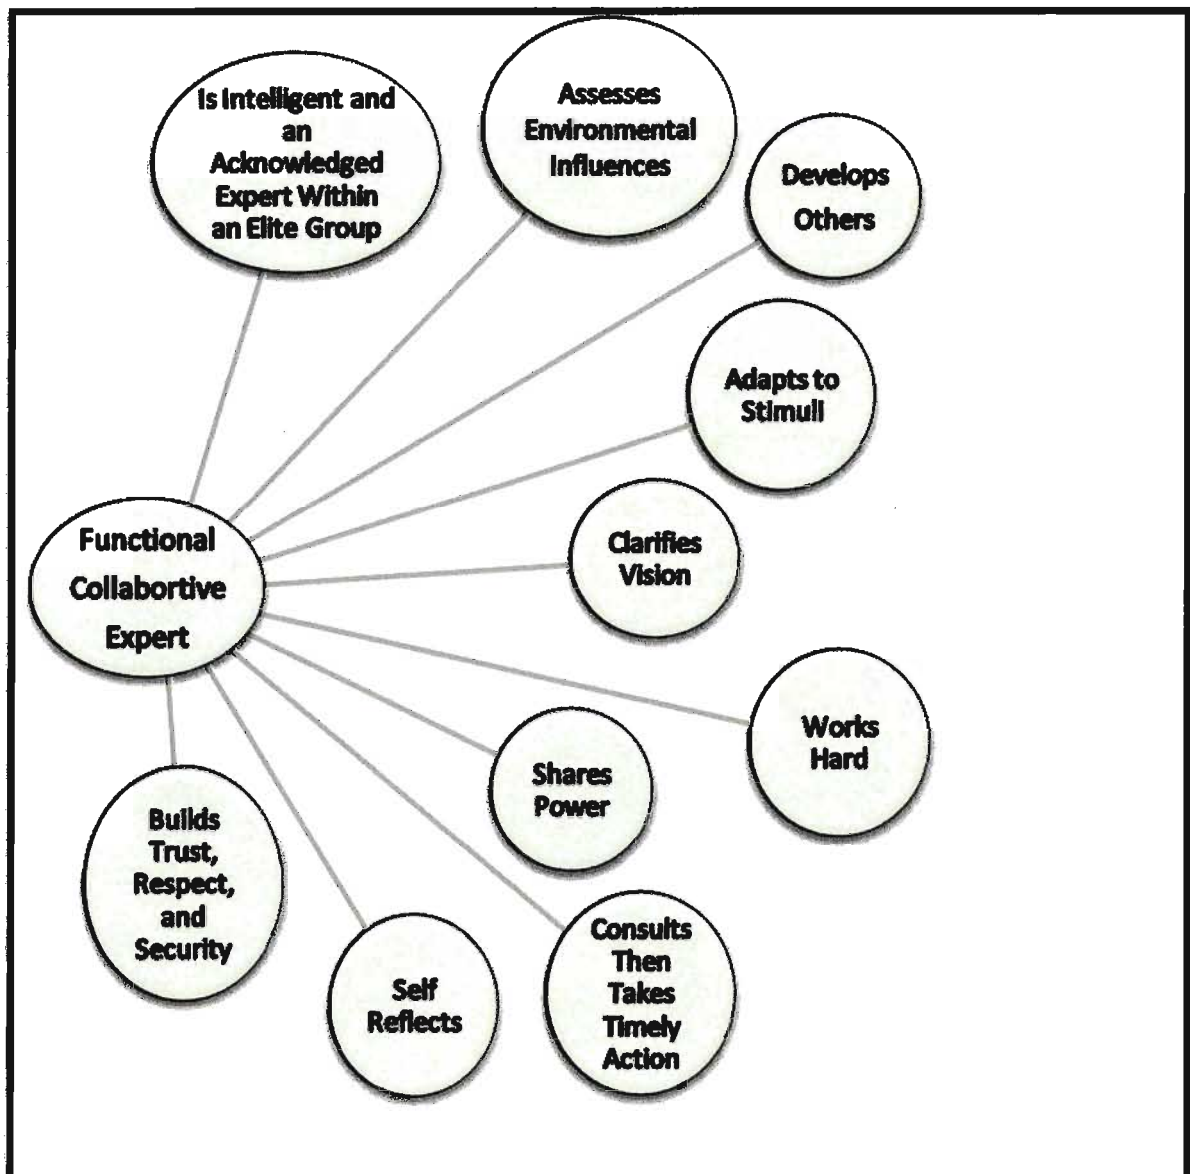 Is Intelligent and
an
Acknowledged
Expert Within
an Elite Group
Assesses
Environmental
Influences
Develops
Others
Adapts to
Stimuli
Clarifies
Vision
Functional
Collabortive
Expert
Works
Hard
Shares
Power
Builds
Trust,
Respect,
and
Security
Self
Reflects
Consults
Then
Takes
Timely
Action